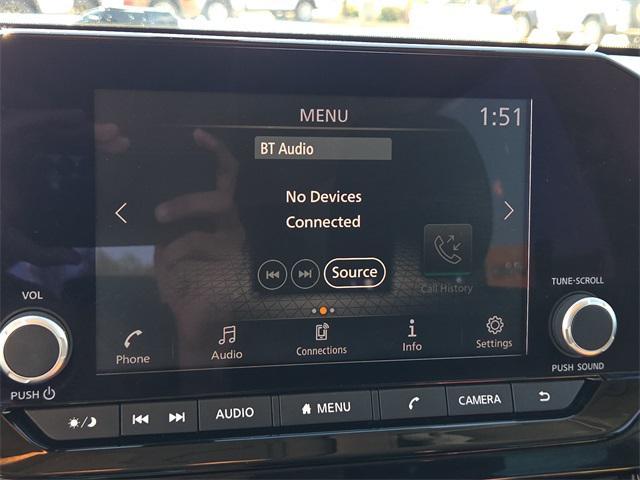 MENU
1:51
BT Audio
No Devices
Connected
Source
Call History
Phone
Audio
Connections
Info
Settings
VOL
PUSH
TUNE·SCROLL
PUSH SOUND
AUDIO
MENU
CAMERA